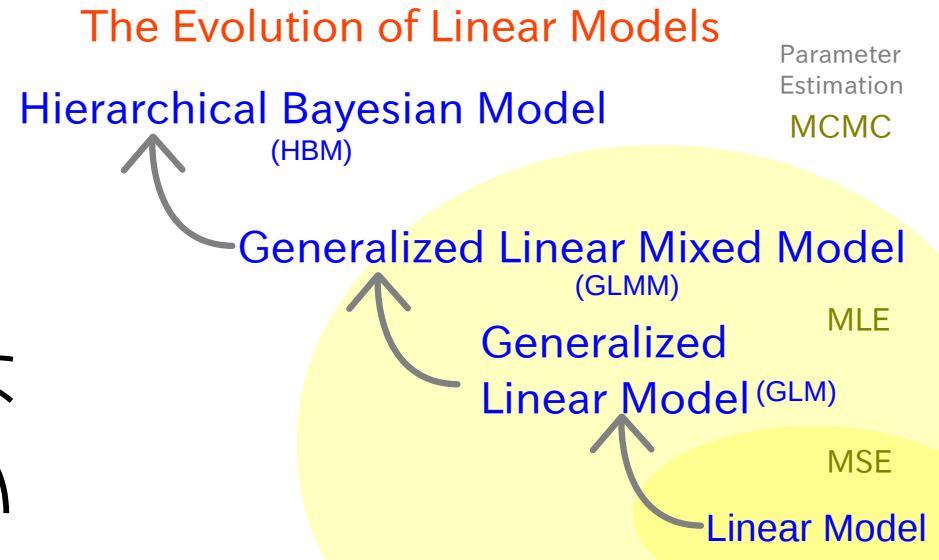 The Evolution of Linear Models
Parameter
Estimation
Hierarchical Bayesian Model
(HBM)
MCMC
Generalized Linear Mixed Model
(GLMM)
MLE
Generalized
Linear Model (GLM)
MSE
Linear Model